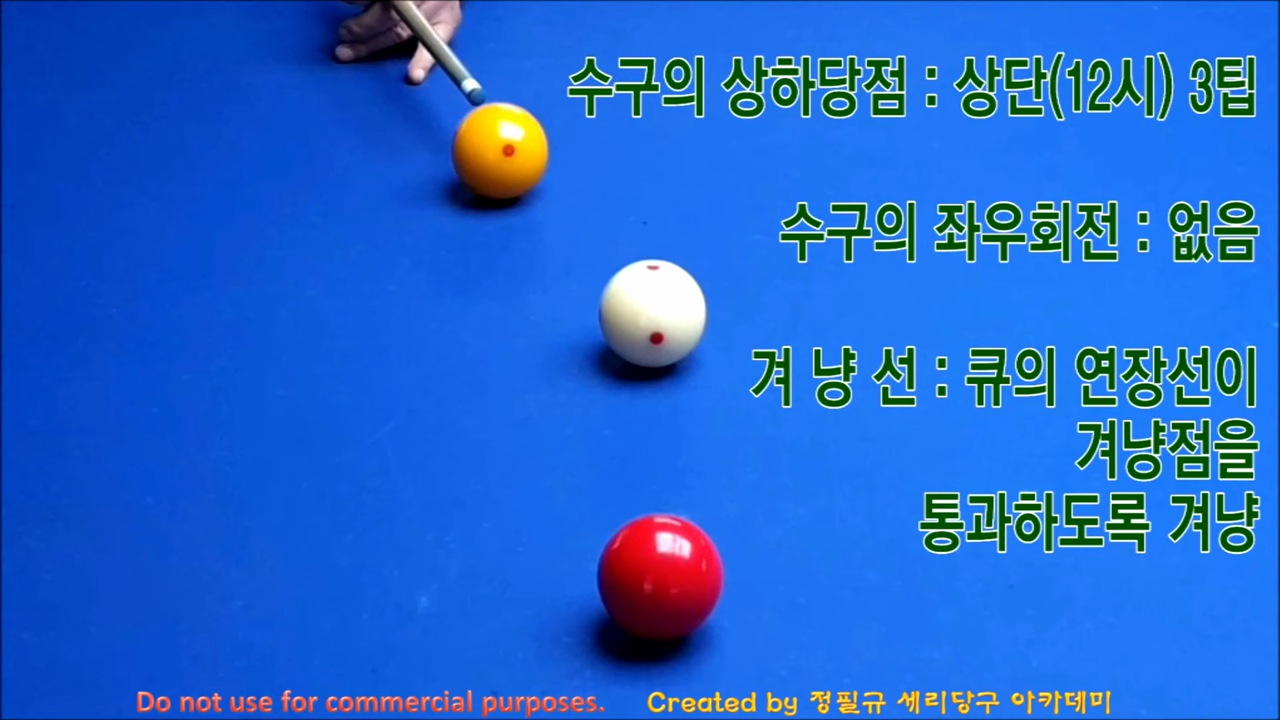 수구의 상하당점 : 상단(12시) 3팁
수구의 좌우회전 : 없음
겨 냥 선 : 큐의 연장선이
겨냥점을
통과하도록 겨냥
Do not use for commercial purposes. Created by 정필규 세리당구 아카데미